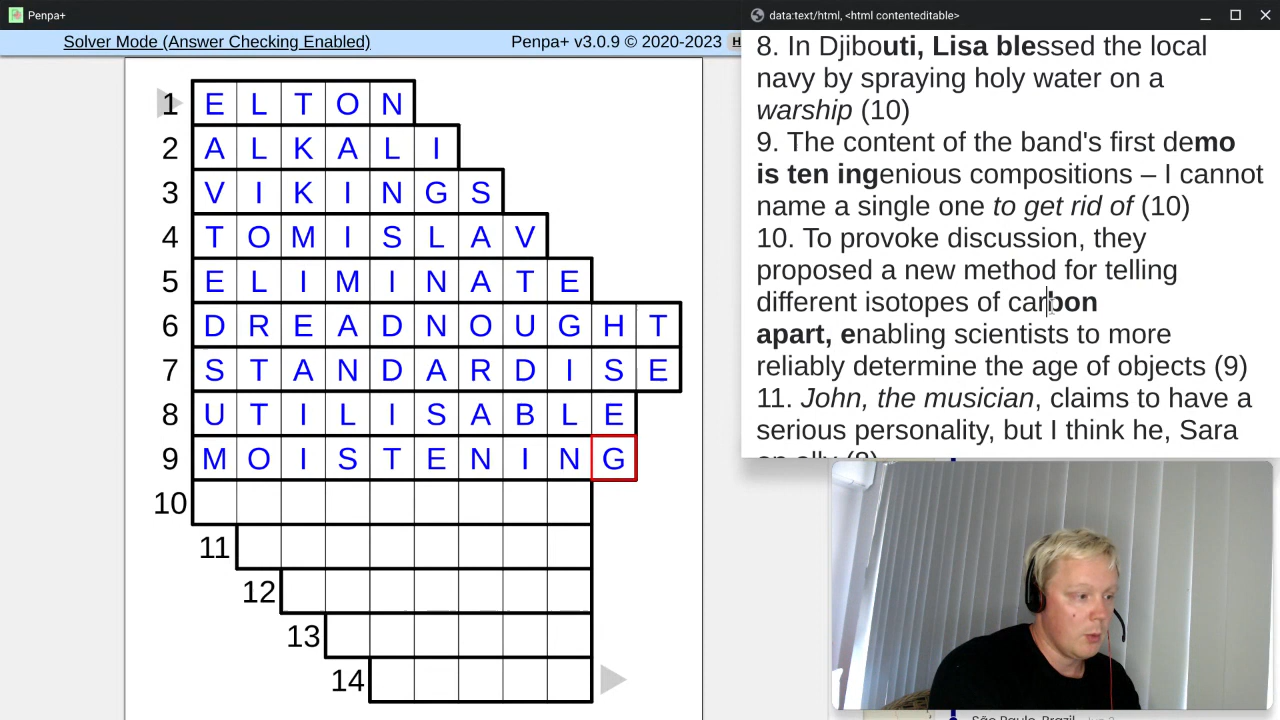 Penpa+
data:text/html, <html contenteditable>
Solver Mode (Answer Checking Enabled)
Penpa+ v3.0.9 © 2020-2023
1 E L T O N
2 A L K A L I
3 V I K I N G S
4 T O M I S L A V
5 E L I M I N A T E
6 D R E A D N O U G H T
7 S T A N D A R D I S E
8 U T I L I S A B L E
9 M O I S T E N I N G
10
11
12
13
14
8. In Djibouti, Lisa blessed the local
navy by spraying holy water on a
warship (10)
9. The content of the band's first demo
is ten ingenious compositions – I cannot
name a single one to get rid of (10)
10. To provoke discussion, they
proposed a new method for telling
different isotopes of carbon
apart, enabling scientists to more
reliably determine the age of objects (9)
11. John, the musician, claims to have a
serious personality, but I think he, Sara